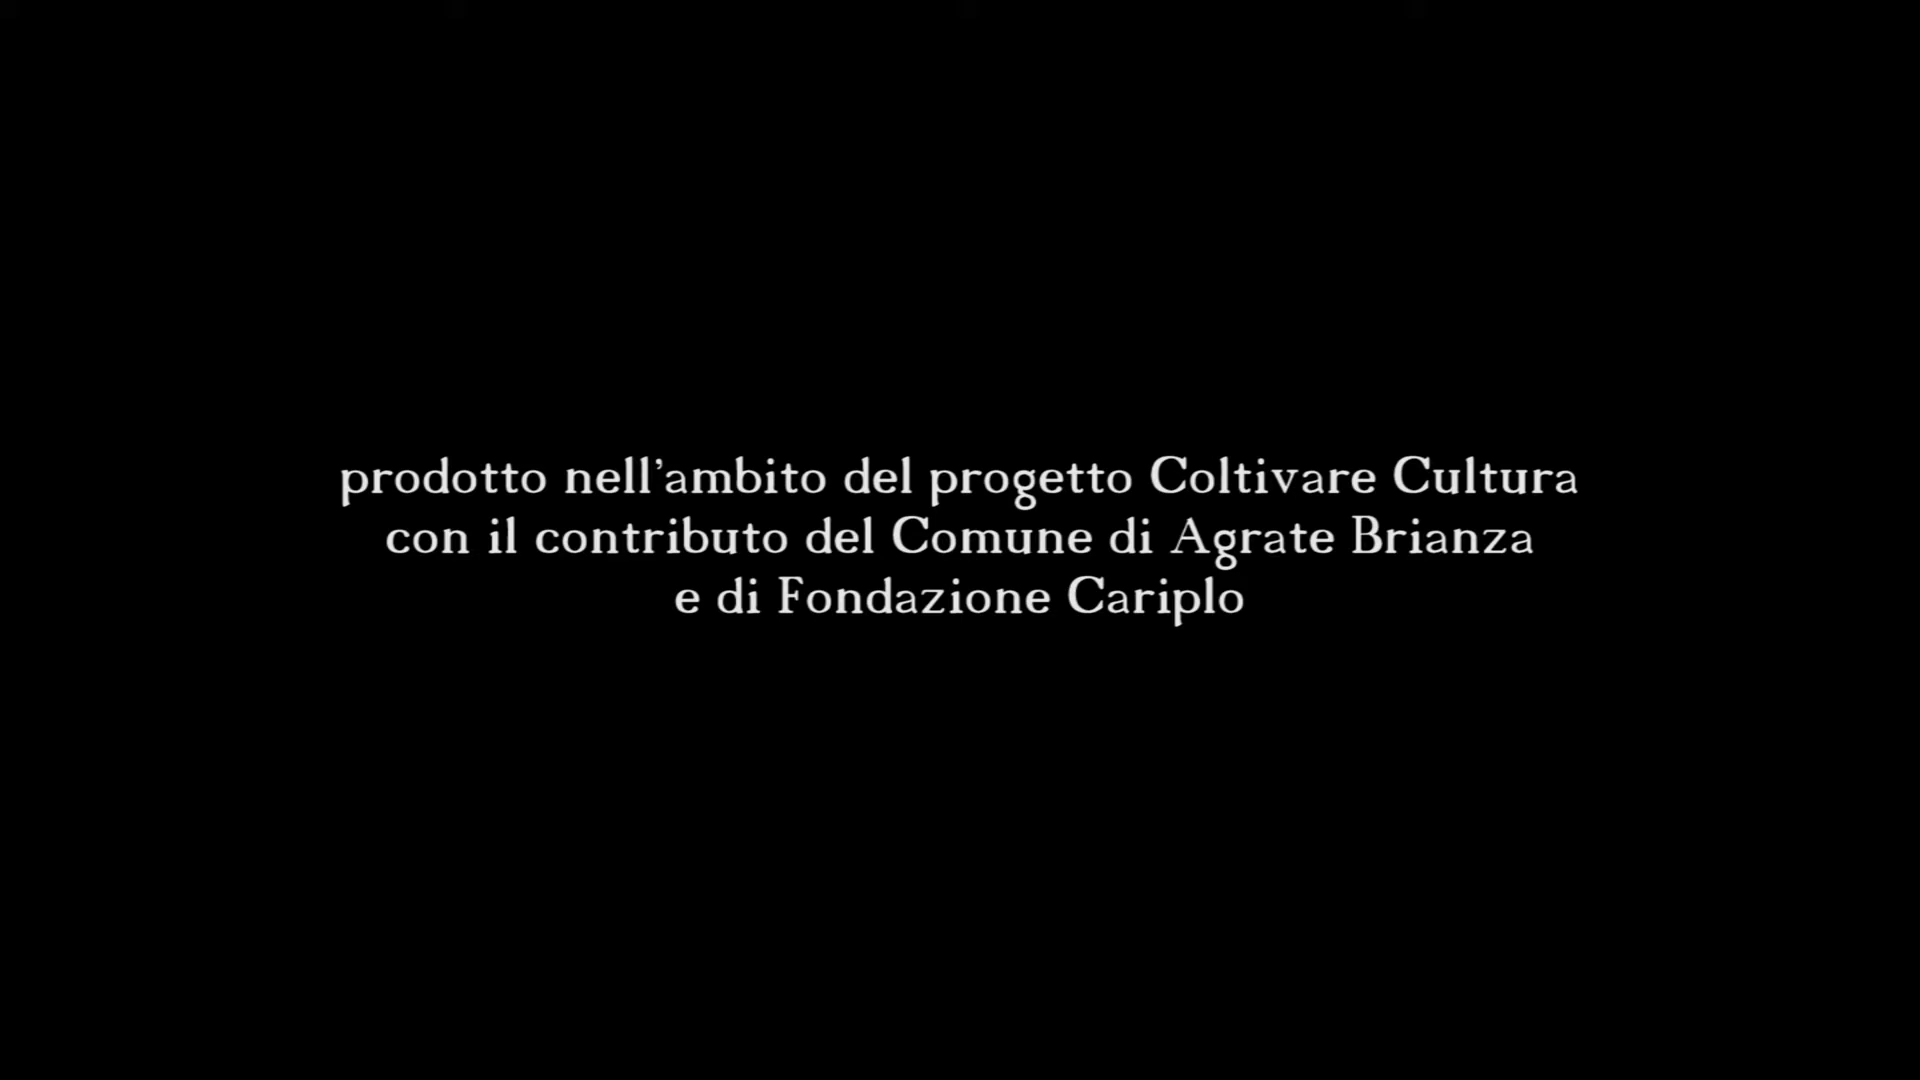 prodotto nell’ambito del progetto Coltivare Cultura
con il contributo del Comune di Agrate Brianza
e di Fondazione Cariplo